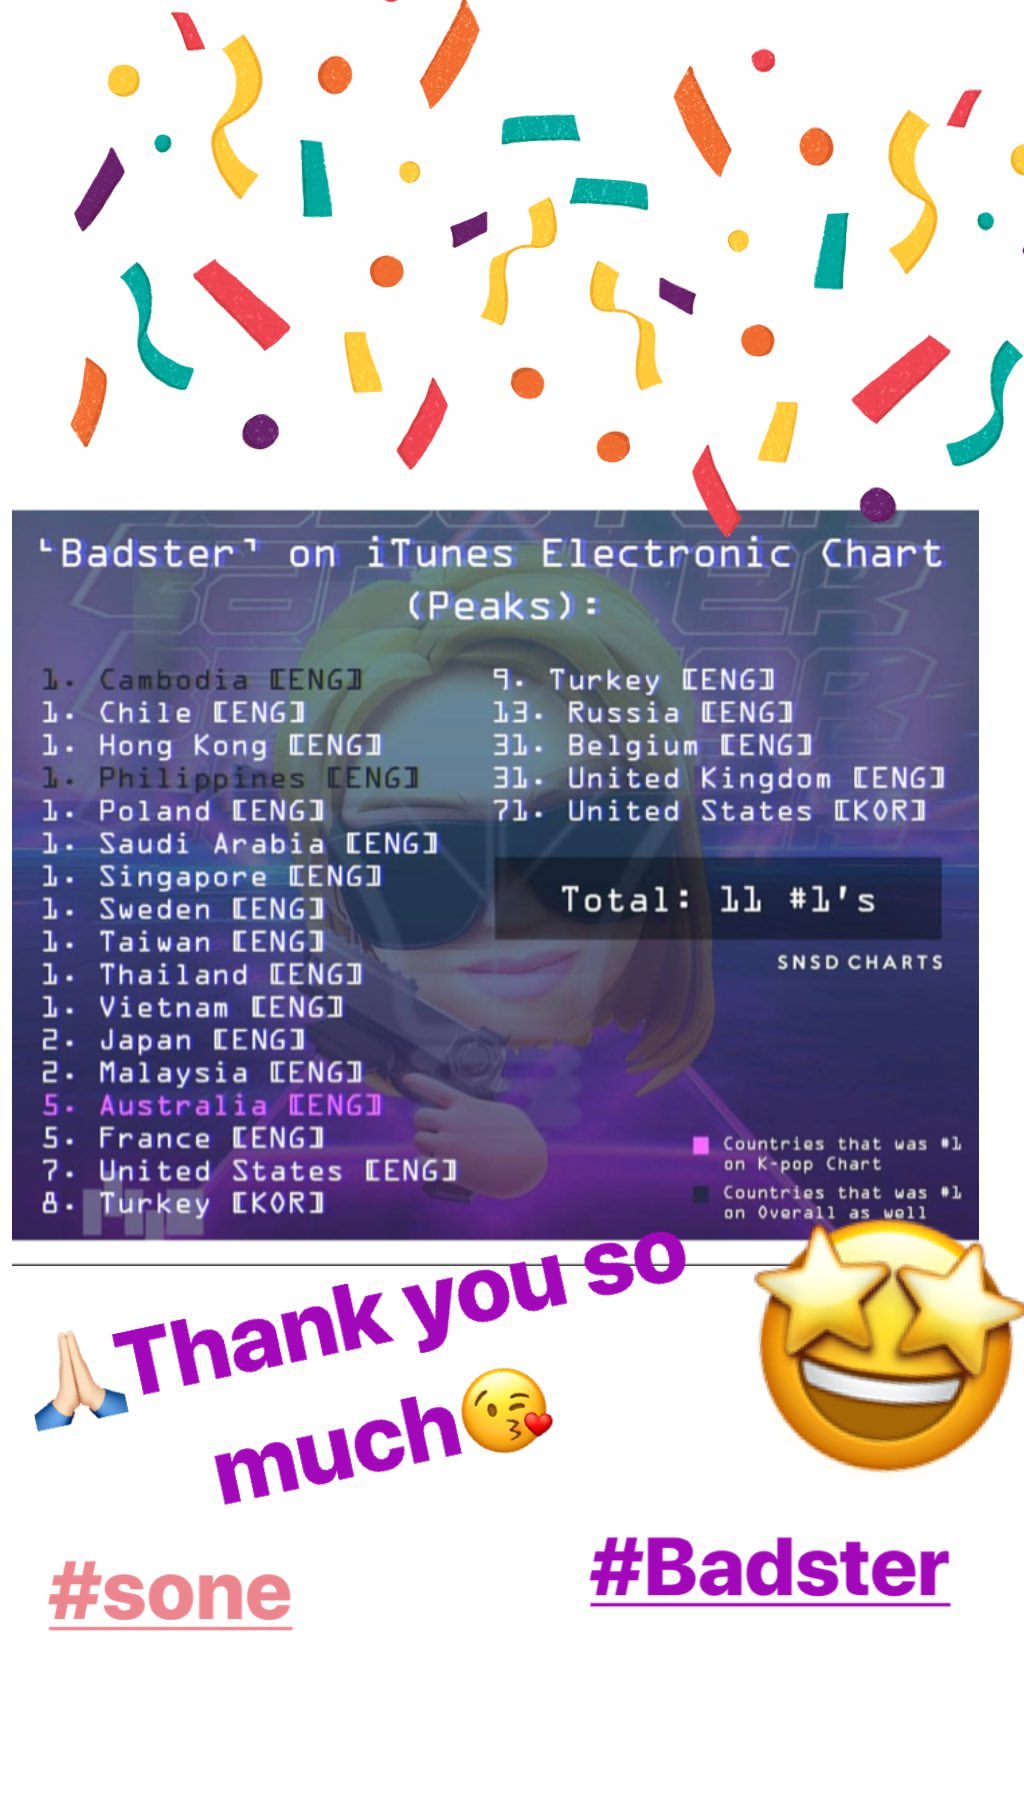 ⌞Badster⌝ on iTunes Electronic Chart
(Peaks):
1. Cambodia [ENG]
1. Chile [ENG]
1. Hong Kong [ENG]
1. Philippines [ENG]
1. Poland [ENG]
1. Saudi Arabia [ENG]
1. Singapore [ENG]
1. Sweden [ENG]
1. Taiwan [ENG]
1. Thailand [ENG]
1. Vietnam [ENG]
2. Japan [ENG]
2. Malaysia [ENG]
5. Australia [ENG]
5. France [ENG]
7. United States [ENG]
8. Turkey [KOR]
9. Turkey [ENG]
13. Russia [ENG]
31. Belgium [ENG]
31. United Kingdom [ENG]
71. United States [KOR]
Total: 11 #1's
SNSD CHARTS
Countries that was #1
on K-pop Chart
Countries that was #1
on Overall as well
🙏🏻Thank you so
much😘
#sone
#Badster